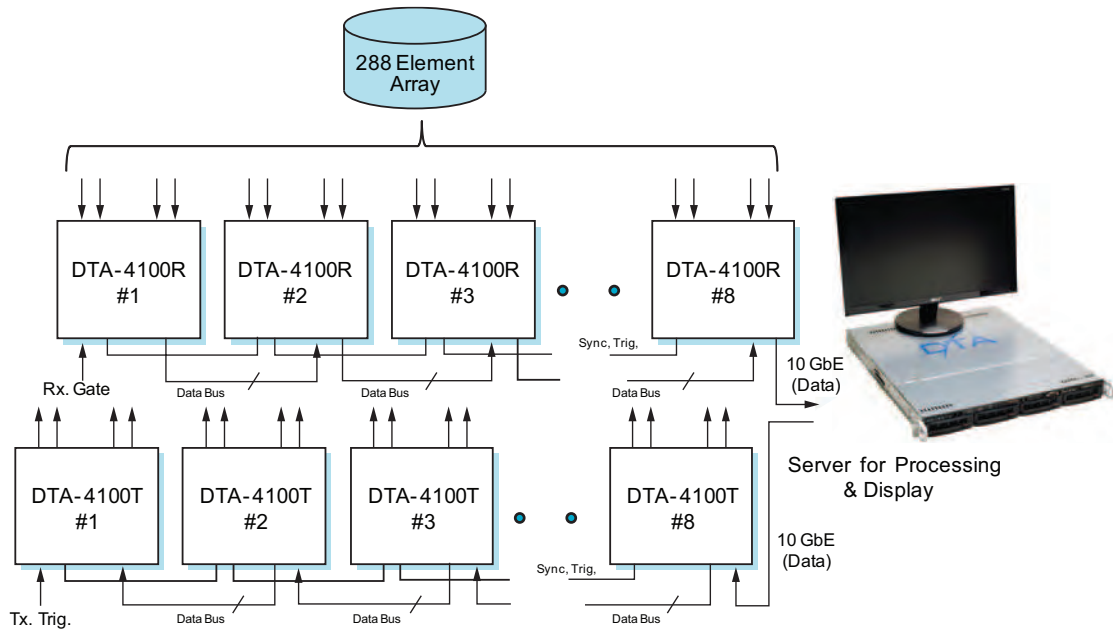 288 Element
Array
DTA-4100R
#1
DTA-4100R
#2
DTA-4100R
#3
DTA-4100R
#8
Sync, Trig,
Rx. Gate
Data Bus
Data Bus
Data Bus
10 GbE
(Data)
DTA
Server for Processing
& Display
DTA-4100T
#1
DTA-4100T
#2
DTA-4100T
#3
DTA-4100T
#8
10 GbE
(Data)
Sync, Trig,
Tx. Trig.
Data Bus
Data Bus
Data Bus